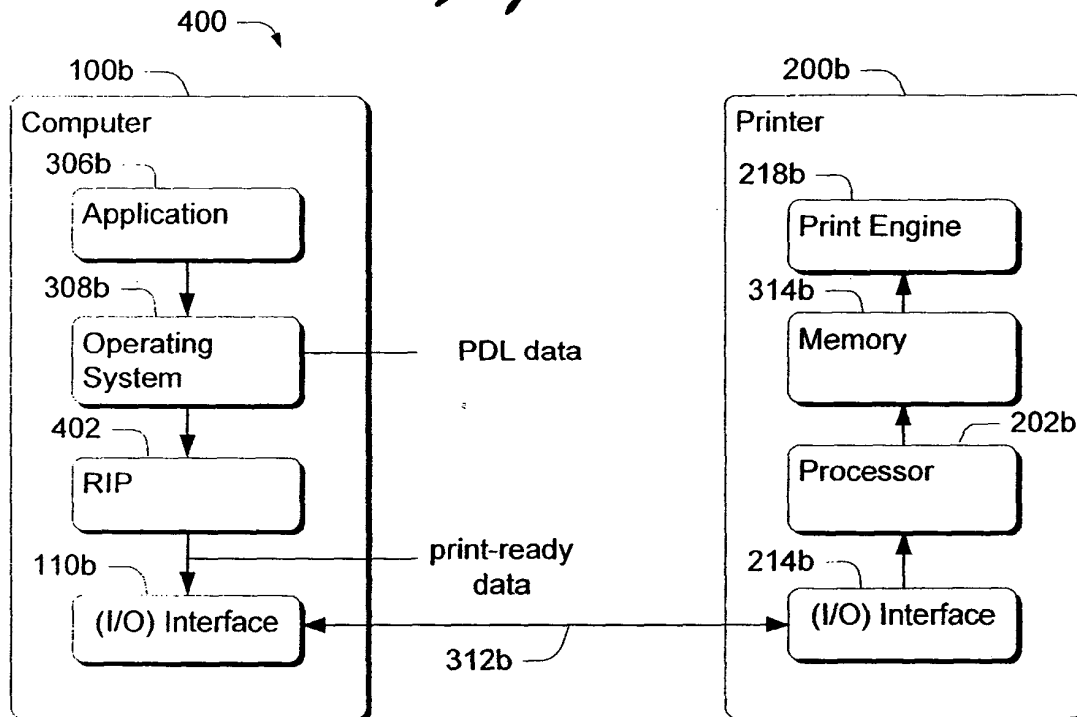 400
100b
Computer
306b
Application
308b
Operating
System
PDL data
402
RIP
print-ready
data
110b
(I/O) Interface
312b
200b
Printer
218b
Print Engine
314b
Memory
202b
Processor
214b
(I/O) Interface